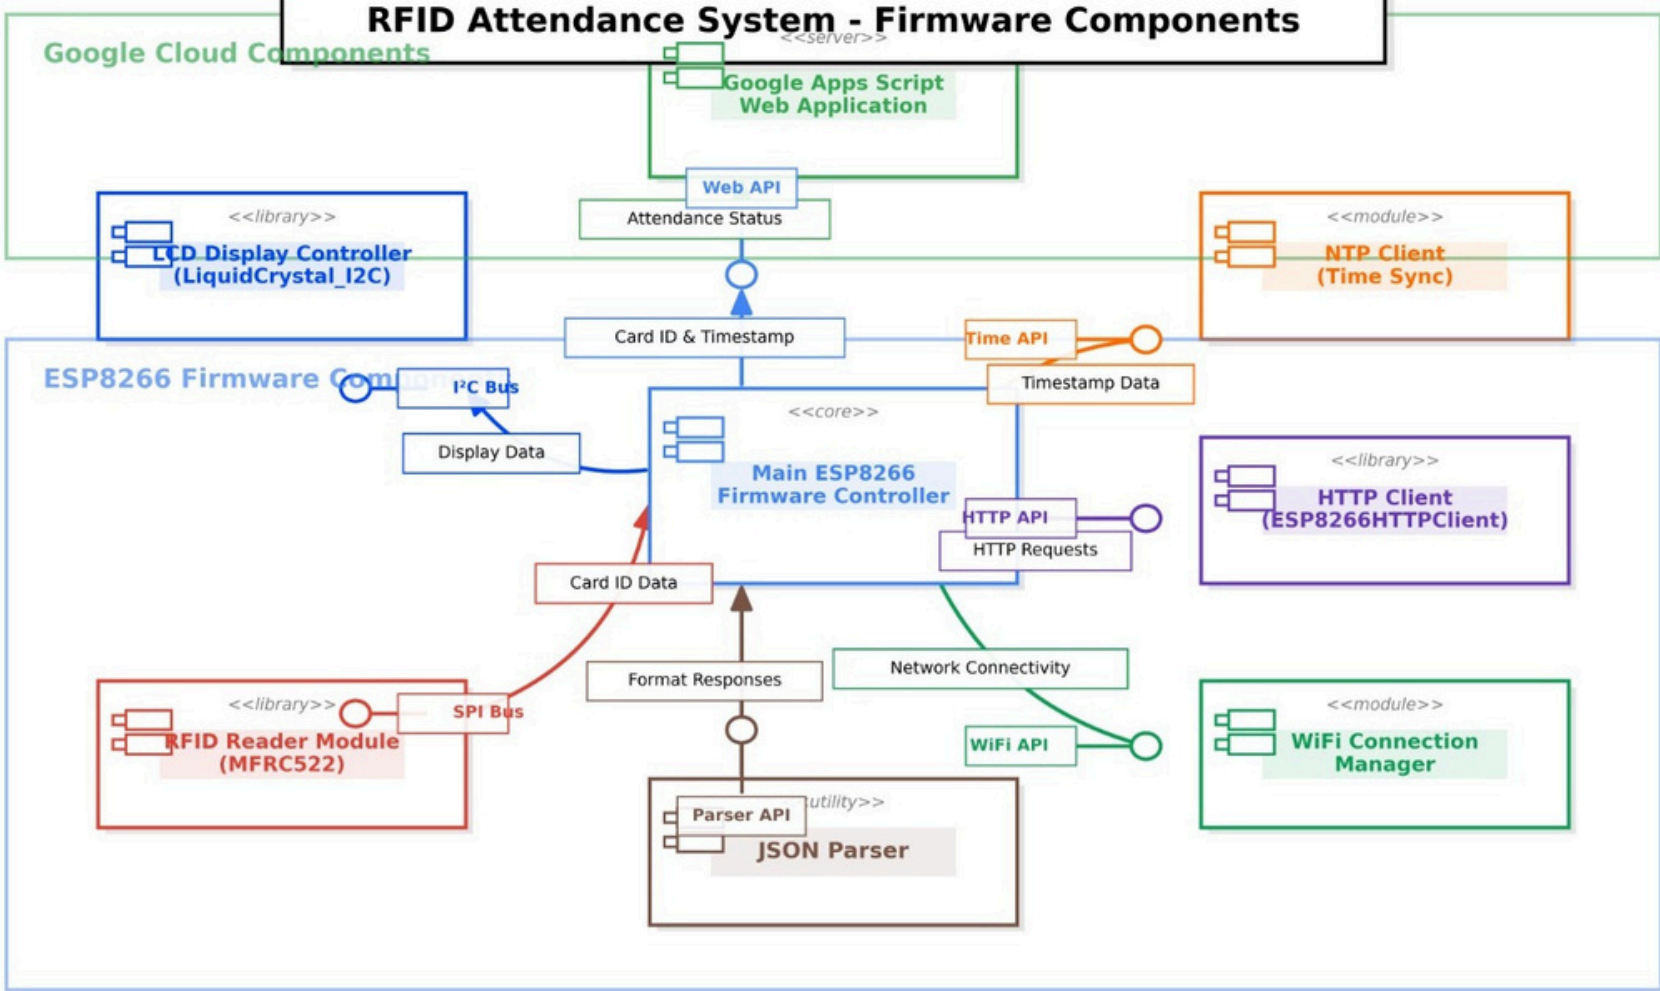 RFID Attendance System - Firmware Components
<<server>>
Google Cloud Components
Google Apps Script
Web Application
Web API
Attendance Status
<<library>>
LCD Display Controller
(LiquidCrystal_I2C)
<<module>>
NTP Client
(Time Sync)
Card ID & Timestamp
Time API
Timestamp Data
ESP8266 Firmware Components
I²C Bus
Display Data
<<core>>
Main ESP8266
Firmware Controller
<<library>>
HTTP Client
(ESP8266HTTPClient)
HTTP API
HTTP Requests
Card ID Data
Format Responses
Network Connectivity
<<library>>
SPI Bus
RFID Reader Module
(MFRC522)
WiFi API
<<module>>
WiFi Connection
Manager
utility>>
Parser API
JSON Parser